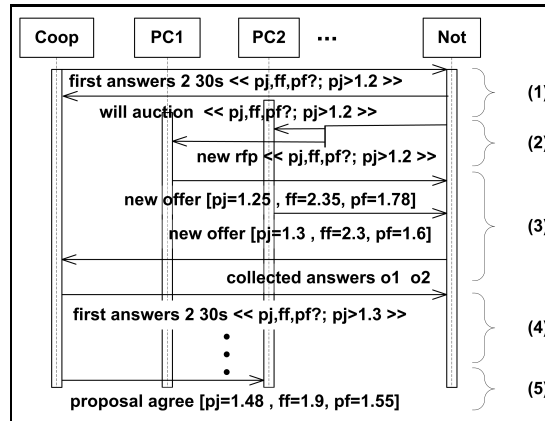 Coop PC1 PC2 ... Not
first answers 2 30s << pj,ff,pf?; pj>1.2 >>
(1)
will auction << pj,ff,pf?; pj>1.2 >>
(2)
new rfp << pj,ff,pf?; pj>1.2 >>
new offer [pj=1.25 , ff=2.35, pf=1.78]
(3)
new offer [pj=1.3 , ff=2.3, pf=1.6]
collected answers o1 o2
first answers 2 30s << pj,ff,pf?; pj>1.3 >>
(4)
(5)
proposal agree [pj=1.48 , ff=1.9, pf=1.55]